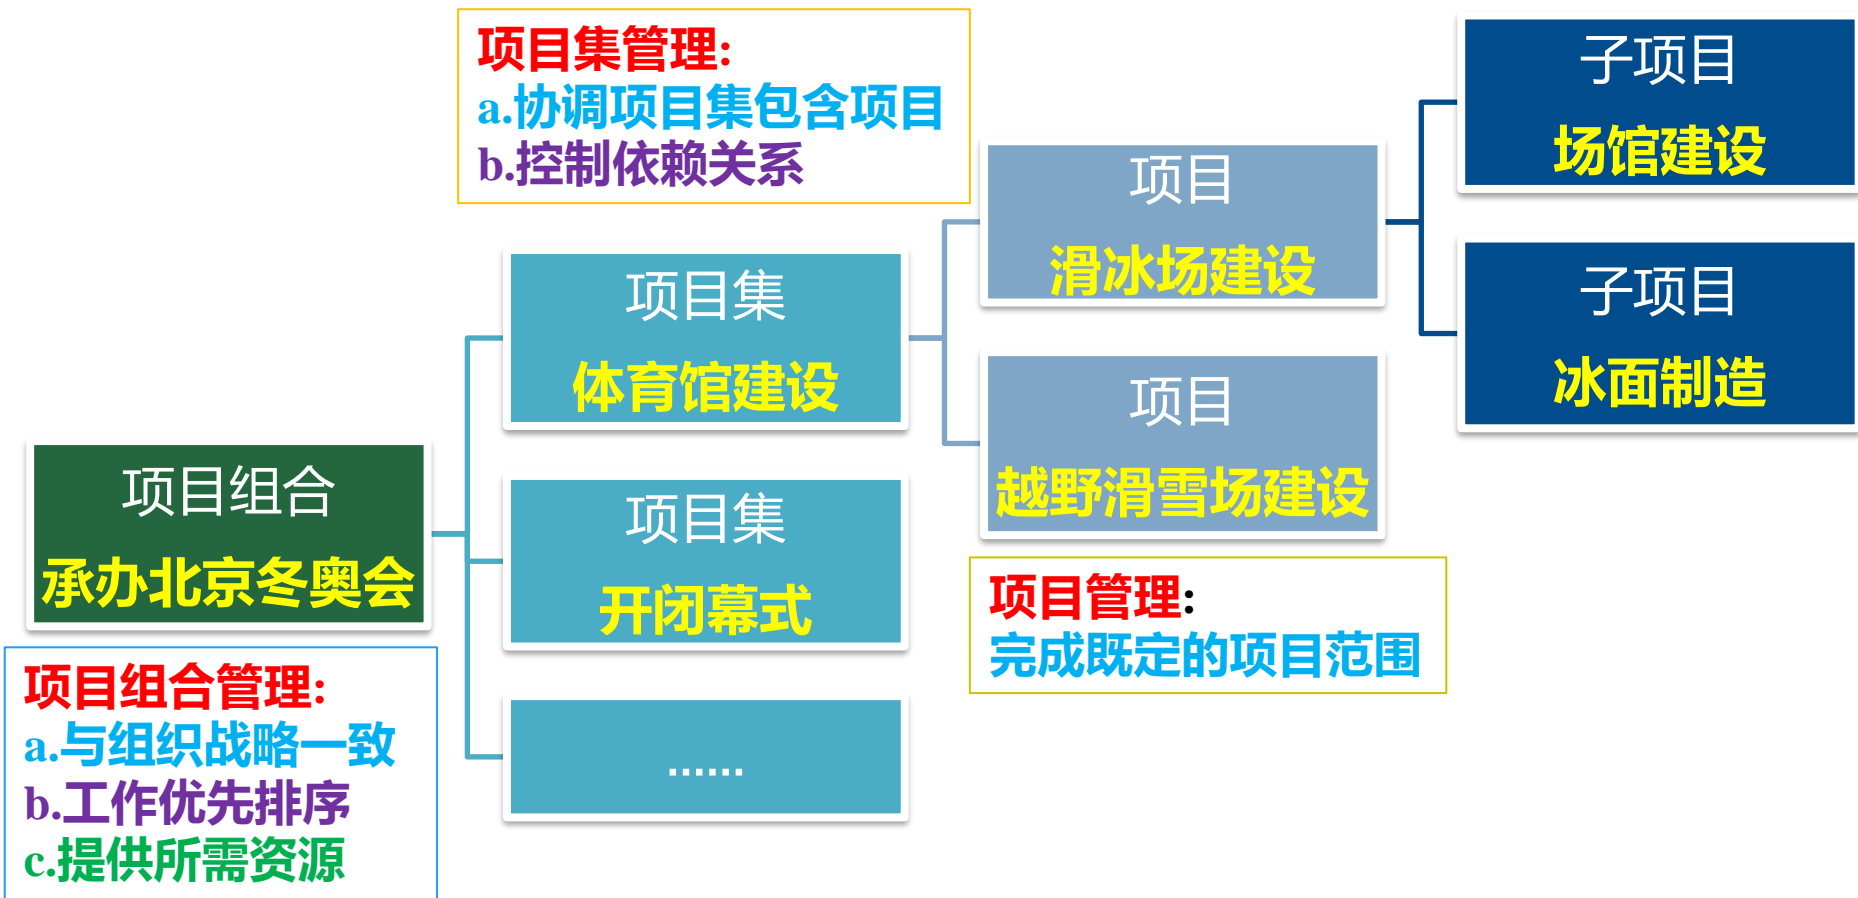 项目集管理:
a.协调项目集包含项目
b.控制依赖关系
子项目
场馆建设
项目
滑冰场建设
子项目
冰面制造
项目集
体育馆建设
项目
越野滑雪场建设
项目组合
承办北京冬奥会
项目集
开闭幕式
......
项目管理:
完成既定的项目范围
项目组合管理:
a.与组织战略一致
b.工作优先排序
c.提供所需资源